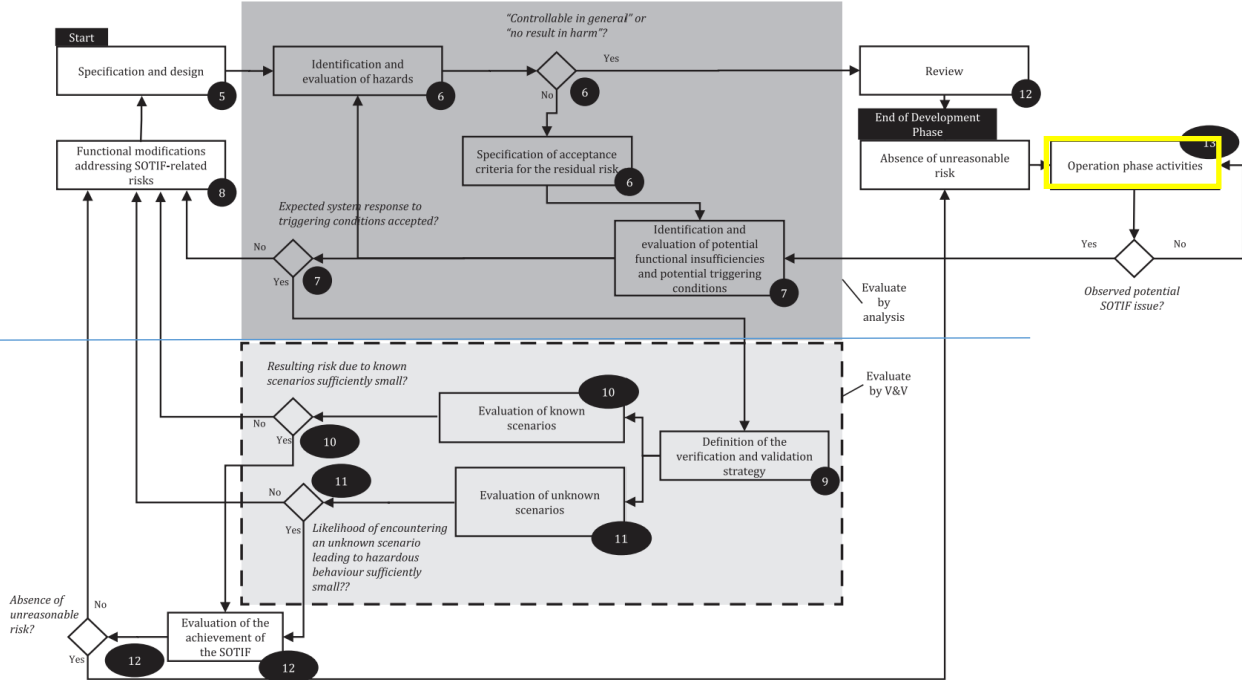 "Controllable in general" or
"no result in harm"?
Start
Specification and design
5
Identification and
evaluation of hazards
6
Yes
No
6
Review
12
End of Development
Phase
Absence of unreasonable
risk
13
Operation phase activities
Functional modifications
addressing SOTIF-related
risks
8
Specification of acceptance
criteria for the residual risk
6
Expected system response to
triggering conditions accepted?
No
Yes
7
Identification and
evaluation of potential
functional insufficiencies
and potential triggering
conditions
7
Yes
No
Observed potential
SOTIF issue?
Evaluate
by
analysis
Resulting risk due to known
scenarios sufficiently small?
No
Yes
10
Evaluation of known
scenarios
10
Evaluate
by V&V
Definition of the
verification and validation
strategy
9
11
No
Yes
Evaluation of unknown
scenarios
11
Likelihood of encountering
an unknown scenario
leading to hazardous
behaviour sufficiently
small??
Absence of
unreasonable
risk?
No
Yes
12
Evaluation of the
achievement of
the SOTIF
12